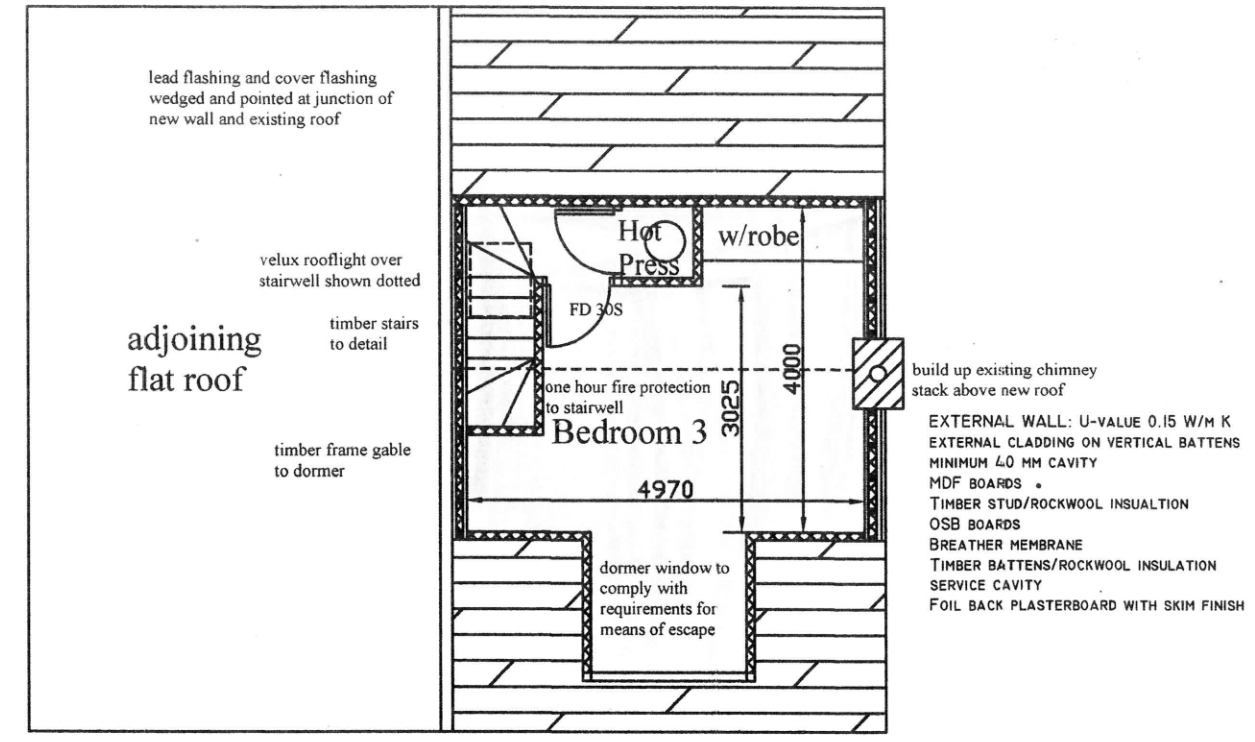 lead flashing and cover flashing
wedged and pointed at junction of
new wall and existing roof
velux rooflight over
stairwell shown dotted
timber stairs
to detail
adjoining
flat roof
timber frame gable
to dormer
Hot
Press
w/robe
FD 30S
one hour fire protection
to stairwell
Bedroom 3
3025
4000
4970
dormer window to
comply with
requirements for
means of escape
build up existing chimney
stack above new roof
EXTERNAL WALL: U-VALUE 0.15 W/M K
EXTERNAL CLADDING ON VERTICAL BATTENS
MINIMUM 40 MM CAVITY
MDF BOARDS
TIMBER STUD/ROCKWOOL INSUALTION
OSB BOARDS
BREATHER MEMBRANE
TIMBER BATTENS/ROCKWOOL INSULATION
SERVICE CAVITY
FOIL BACK PLASTERBOARD WITH SKIM FINISH